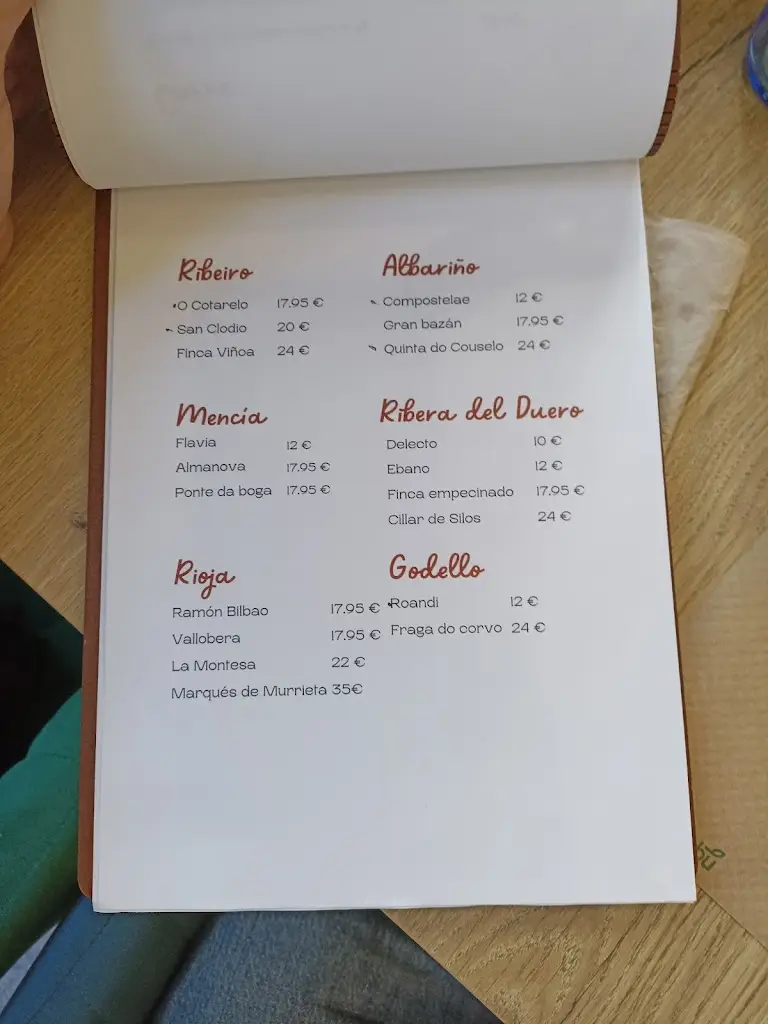 Ribeiro
O Cotarelo 17.95 €
San Clodio 20 €
Finca Viñoa 24 €
Albariño
Compostelae 12 €
Gran bazán 17.95 €
Quinta do Couselo 24 €
Mencía
Flavia 12 €
Almanova 17.95 €
Ponte da boga 17.95 €
Ribera del Duero
Delecto 10 €
Ebano 12 €
Finca empecinado 17.95 €
Cillar de Silos 24 €
Rioja
Ramón Bilbao 17.95 €
Vallobera 17.95 €
La Montesa 22 €
Marqués de Murrieta 35€
Godello
Roandi 12 €
Fraga do corvo 24 €